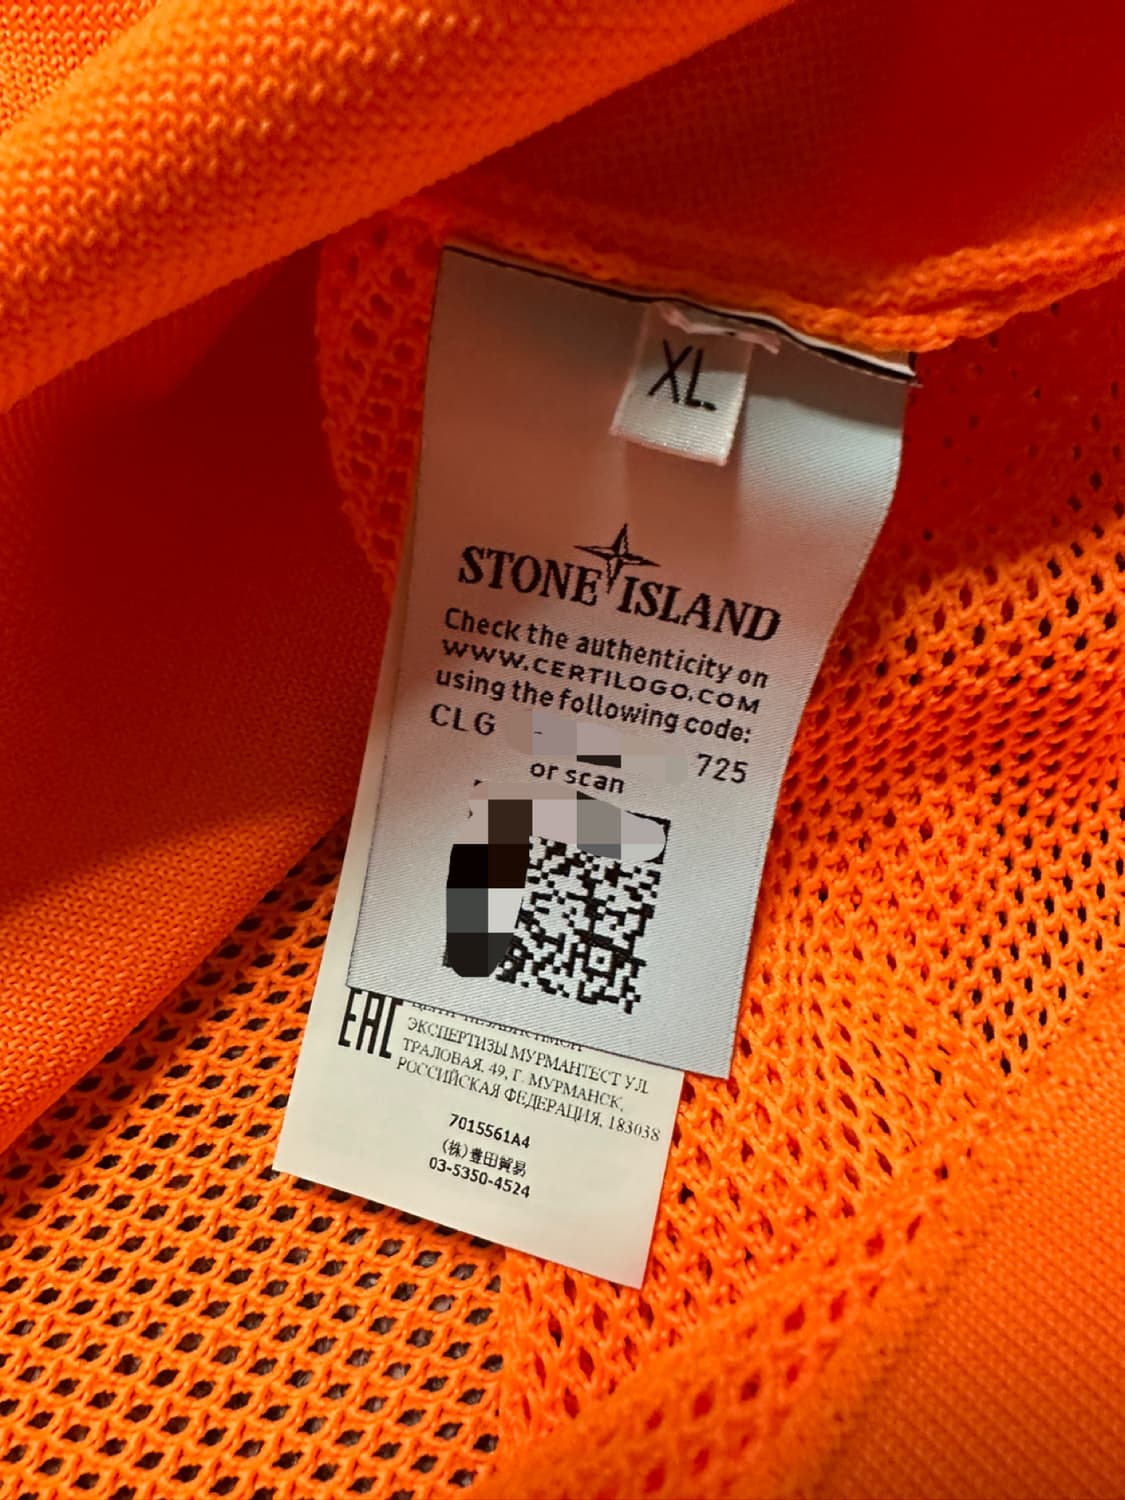 XL
STONE ISLAND
Check the authenticity on
WWW.CERTILOGO.COM
using the following code:
CLG 725
or scan
EAC
ЭКСПЕРТИЗЫ МУРМАНТЕСТ УЛ.
ТРАЛОВАЯ, 49, Г. МУРМАНСК,
РОССИЙСКАЯ ФЕДЕРАЦИЯ, 183038
7015561A4
(株)豊田貿易
03-5350-4524